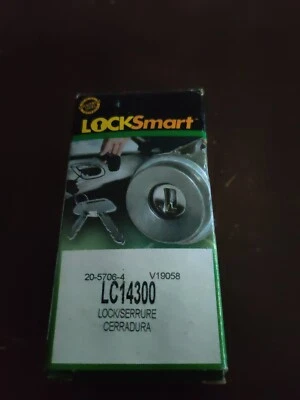 LOCKSmart
20-5706-4 V19058
LC14300
LOCK/SERRURE
CERRADURA